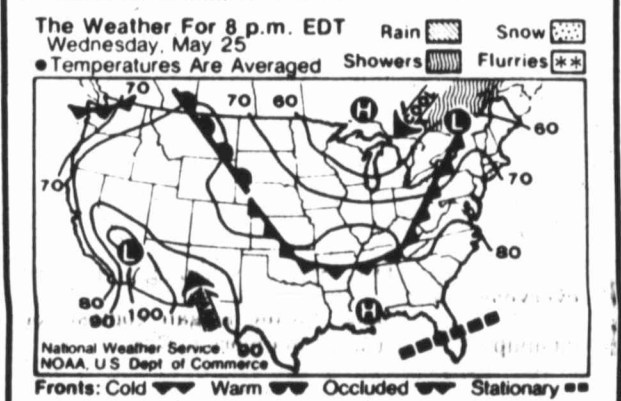 The Weather For 8 p.m. EDT
Wednesday, May 25
● Temperatures Are Averaged
Rain
Snow
Showers
Flurries
70
70
60
H
L
60
70
70
80
L
80
90
100
H
90
National Weather Service
NOAA, U S Dept of Commerce
Fronts: Cold Warm Occluded Stationary